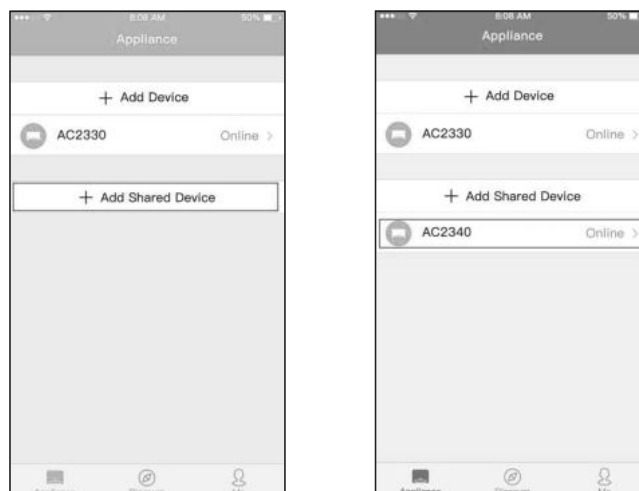 8:08 AM 50%
Appliance
+ Add Device
AC2330 Online >
+ Add Shared Device
8:08 AM 50%
Appliance
+ Add Device
AC2330 Online >
+ Add Shared Device
AC2340 Online >